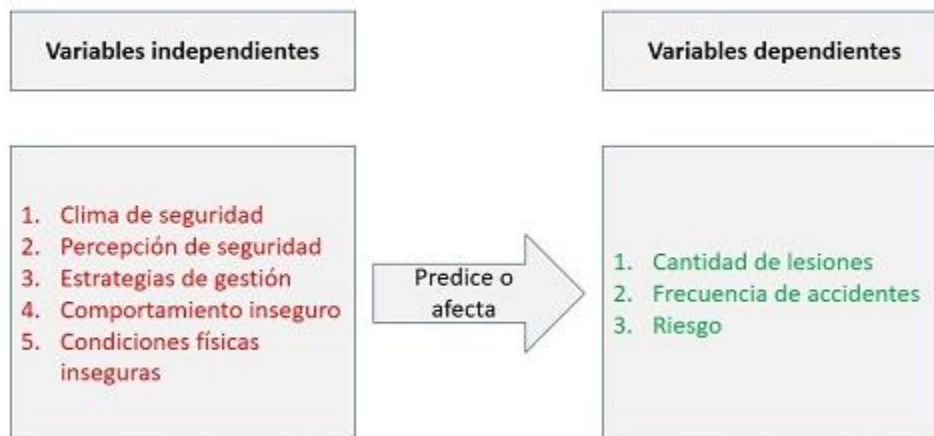 Variables independientes
Variables dependientes
1. Clima de seguridad
2. Percepción de seguridad
3. Estrategias de gestión
4. Comportamiento inseguro
5. Condiciones físicas
inseguras
Predice o
afecta
1. Cantidad de lesiones
2. Frecuencia de accidentes
3. Riesgo